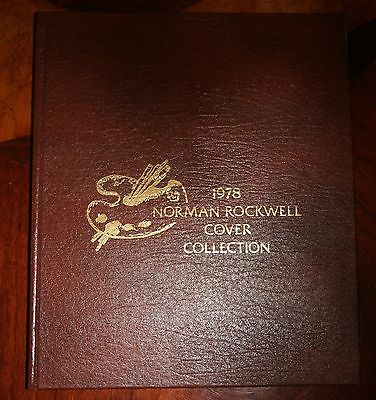 1978
NORMAN ROCKWELL
COVER
COLLECTION